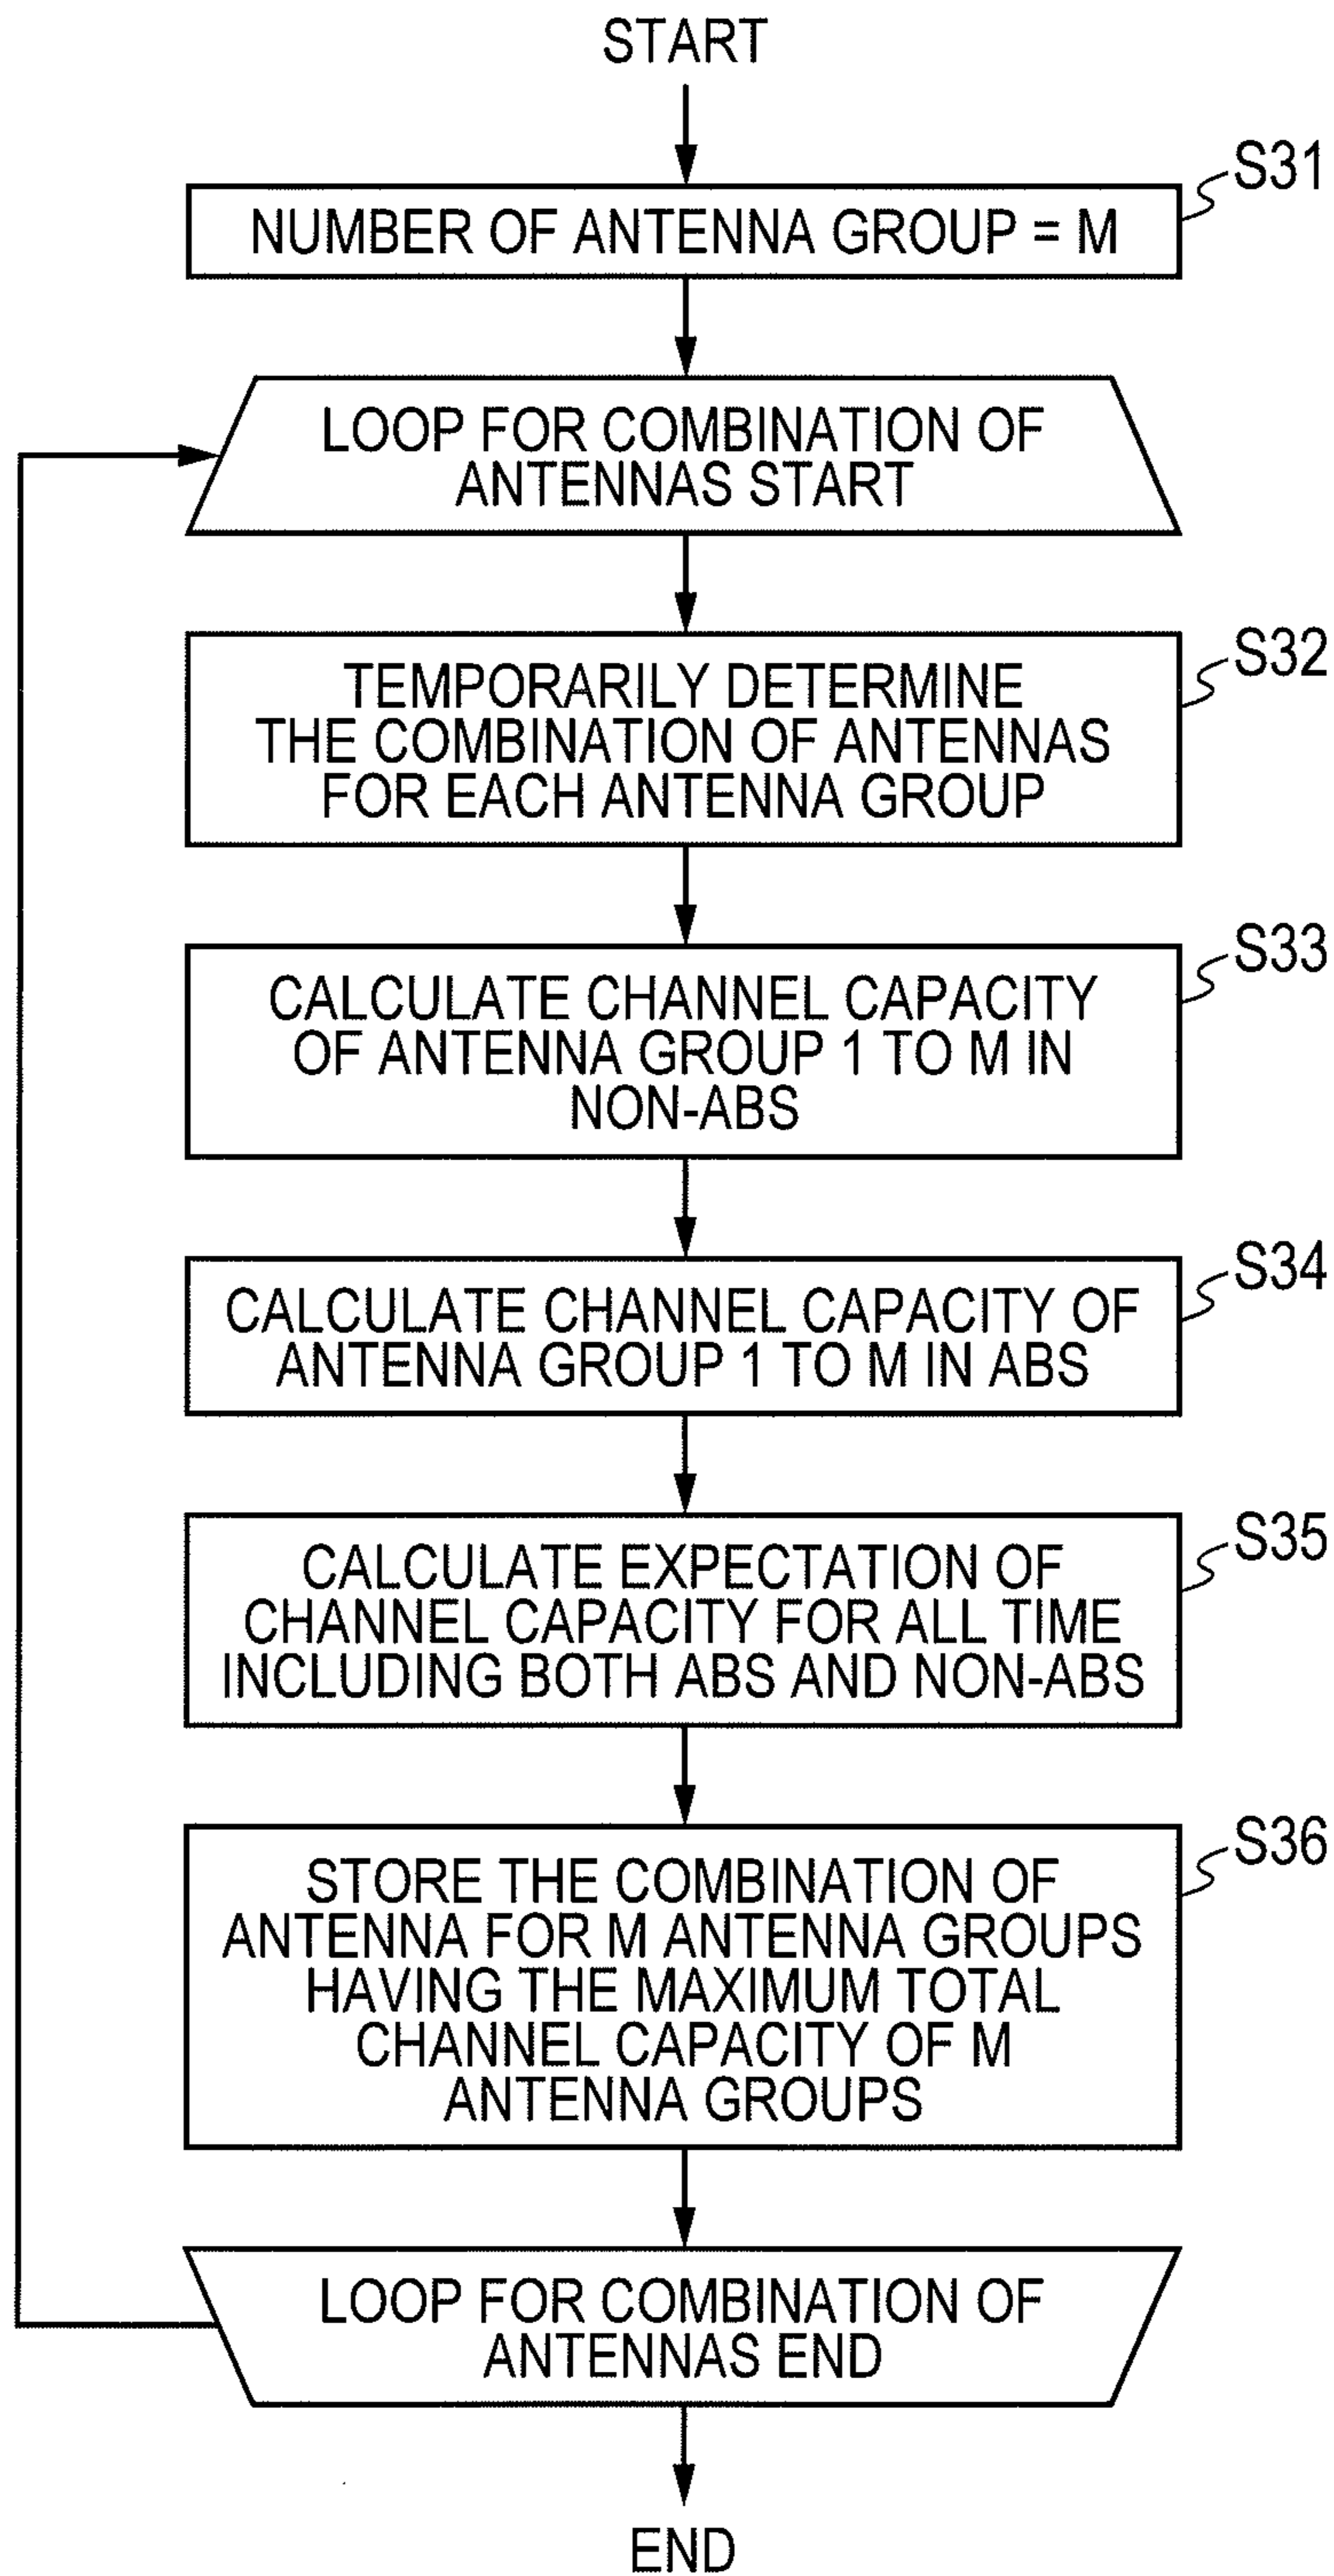 START
S31
NUMBER OF ANTENNA GROUP = M
LOOP FOR COMBINATION OF
ANTENNAS START
S32
TEMPORARILY DETERMINE
THE COMBINATION OF ANTENNAS
FOR EACH ANTENNA GROUP
S33
CALCULATE CHANNEL CAPACITY
OF ANTENNA GROUP 1 TO M IN
NON-ABS
S34
CALCULATE CHANNEL CAPACITY OF
ANTENNA GROUP 1 TO M IN ABS
S35
CALCULATE EXPECTATION OF
CHANNEL CAPACITY FOR ALL TIME
INCLUDING BOTH ABS AND NON-ABS
S36
STORE THE COMBINATION OF
ANTENNA FOR M ANTENNA GROUPS
HAVING THE MAXIMUM TOTAL
CHANNEL CAPACITY OF M
ANTENNA GROUPS
LOOP FOR COMBINATION OF
ANTENNAS END
END